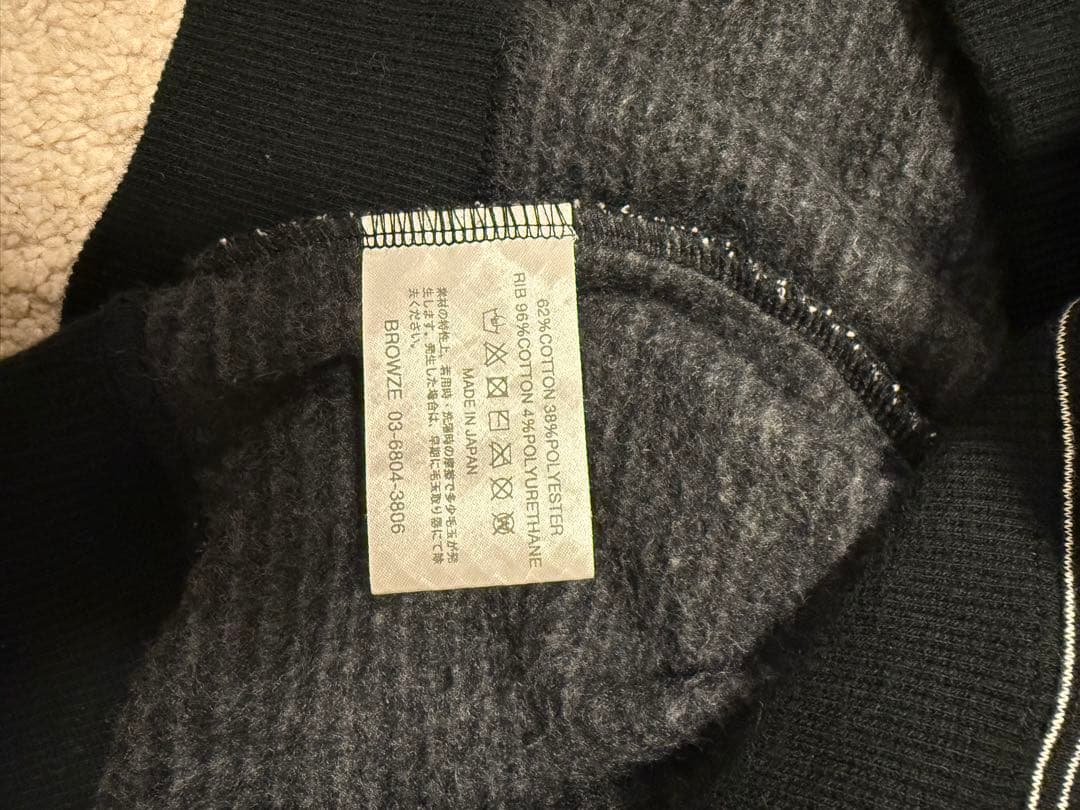 62%COTTON 38%POLYESTER
RIB 96%COTTON 4%POLYURETHANE
MADE IN JAPAN
素材の特性上、着用時・洗濯時の摩擦で多少毛玉が発
生します。発生した場合は、早期に毛玉取り器にて除
去ください。
BROWZE 03-6804-3806